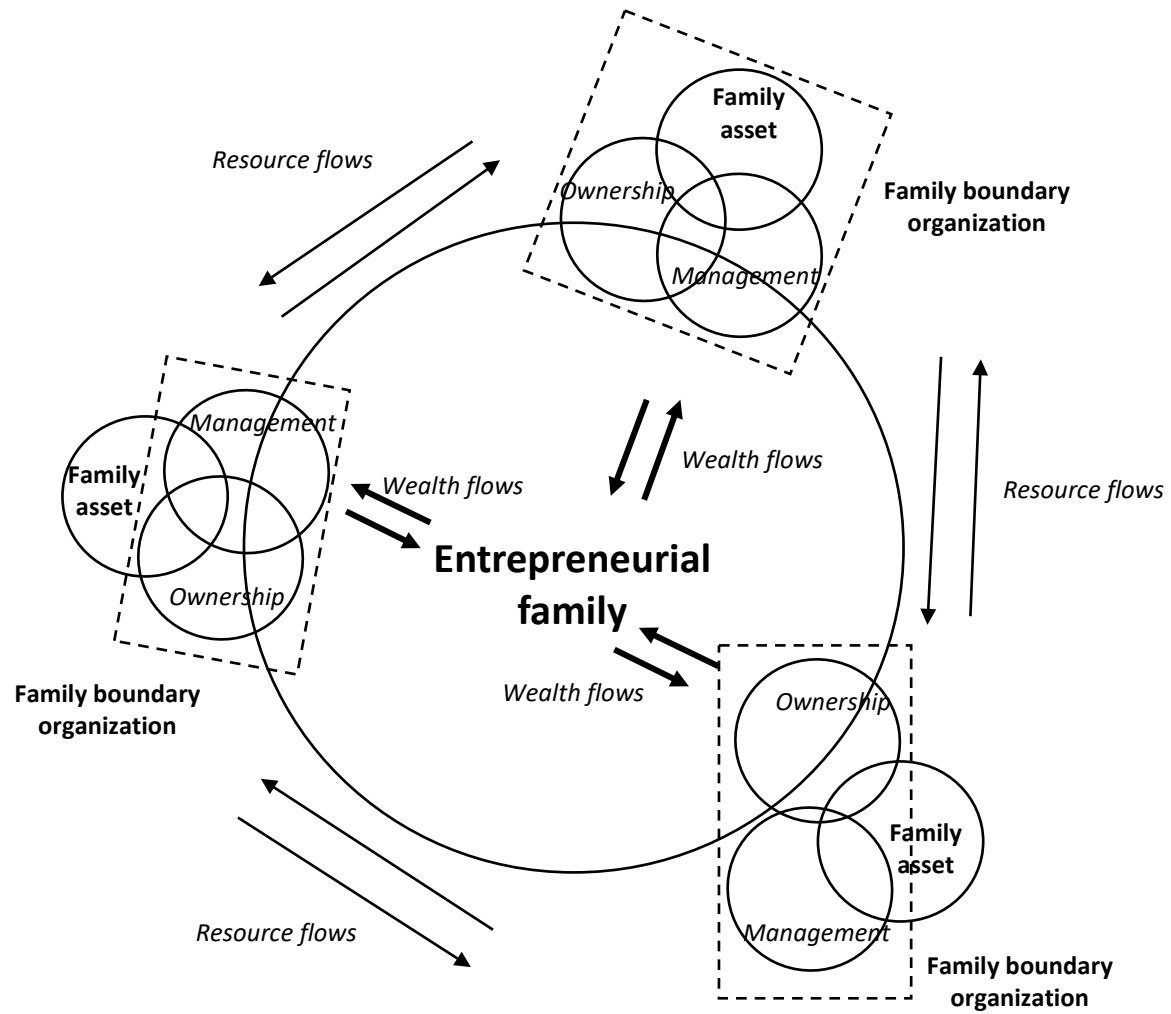 Family
asset
Resource flows
Ownership
Family boundary
organization
Management
Management
Wealth flows
Family
asset
Wealth flows
Resource flows
Entrepreneurial
family
Ownership
Wealth flows
Ownership
Family boundary
organization
Family
asset
Resource flows
Management
Family boundary
organization